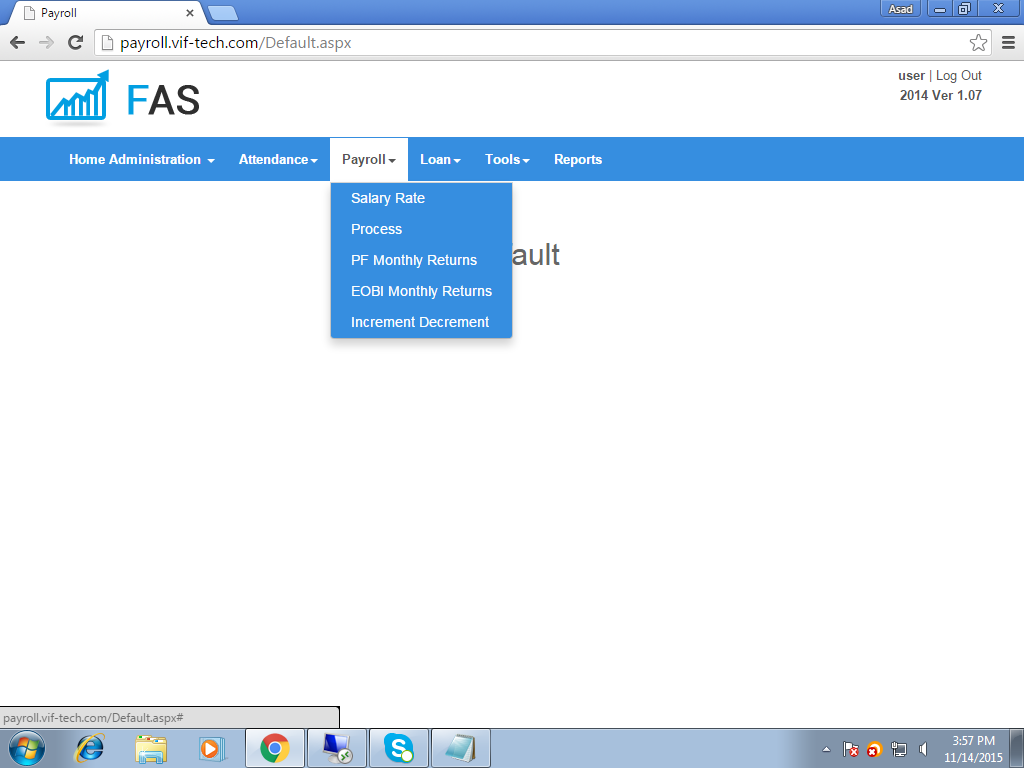 Payroll
Asad
payroll.vif-tech.com/Default.aspx
FAS
user | Log Out
2014 Ver 1.07
Home Administration
Attendance
Payroll
Loan
Tools
Reports
Salary Rate
Process
PF Monthly Returns
EOBI Monthly Returns
Increment Decrement
ault
payroll.vif-tech.com/Default.aspx#
3:57 PM
11/14/2015